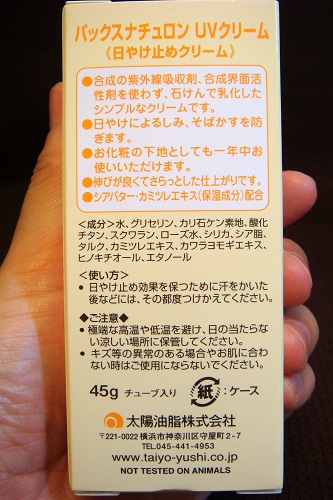 パックスナチュロン UVクリーム
《日やけ止めクリーム》
●合成の紫外線吸収剤、合成界面活
性剤を使わず、石けんで乳化した
シンプルなクリームです。
●日やけによるしみ、そばかすを防
ぎます。
●お化粧の下地としても一年中お
使いいただけます。
●伸びが良くてさらっとした仕上がりです。
●シアバター・カミツレエキス(保湿成分)配合
<成分>水、グリセリン、カリ石ケン素地、酸化
チタン、スクワラン、ローズ水、シリカ、シア脂、
タルク、カミツレエキス、カワラヨモギエキス、
ヒノキチオール、エタノール
<使い方>
● 日やけ止め効果を保つために汗をかいた
後などには、その都度つけかえてください。
◆ご注意◆
● 極端な高温や低温を避け、日の当たらな
い涼しい場所に保管してください。
● キズ等の異常のある場合やお肌に合わ
ない時はご使用にならないでください。
45g チューブ入り 紙:ケース
太陽油脂株式会社
〒221-0022 横浜市神奈川区守屋町2-7
TEL.045-441-4953
www.taiyo-yushi.co.jp
NOT TESTED ON ANIMALS